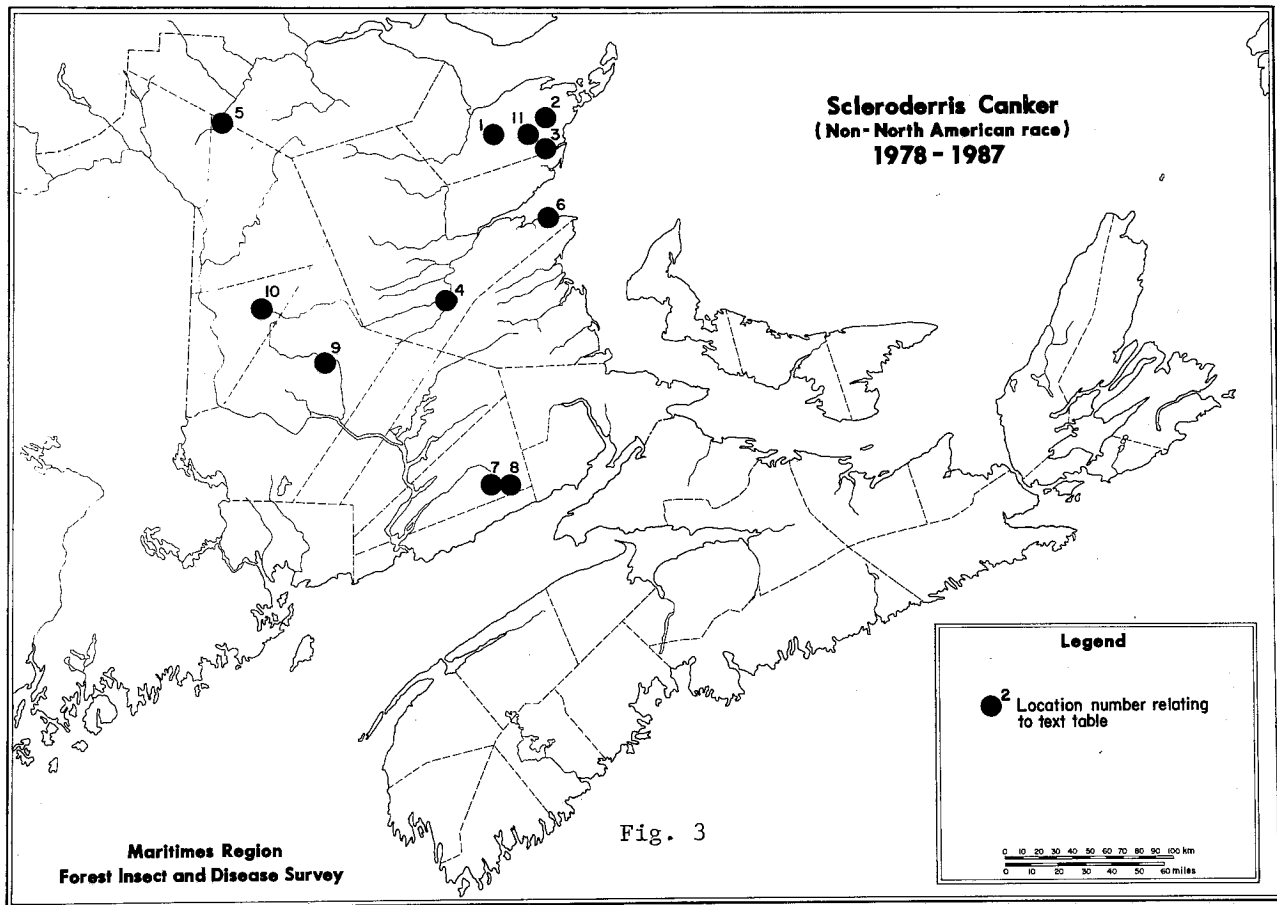 Scleroderris Canker
(Non-North American race)
1978 - 1987
5
2
1
11
3
6
4
10
9
7
8
Legend
2
Location number relating
to text table
0 10 20 30 40 50 60 70 80 90 100 km
0 10 20 30 40 50 60 miles
Fig. 3
Maritimes Region
Forest Insect and Disease Survey